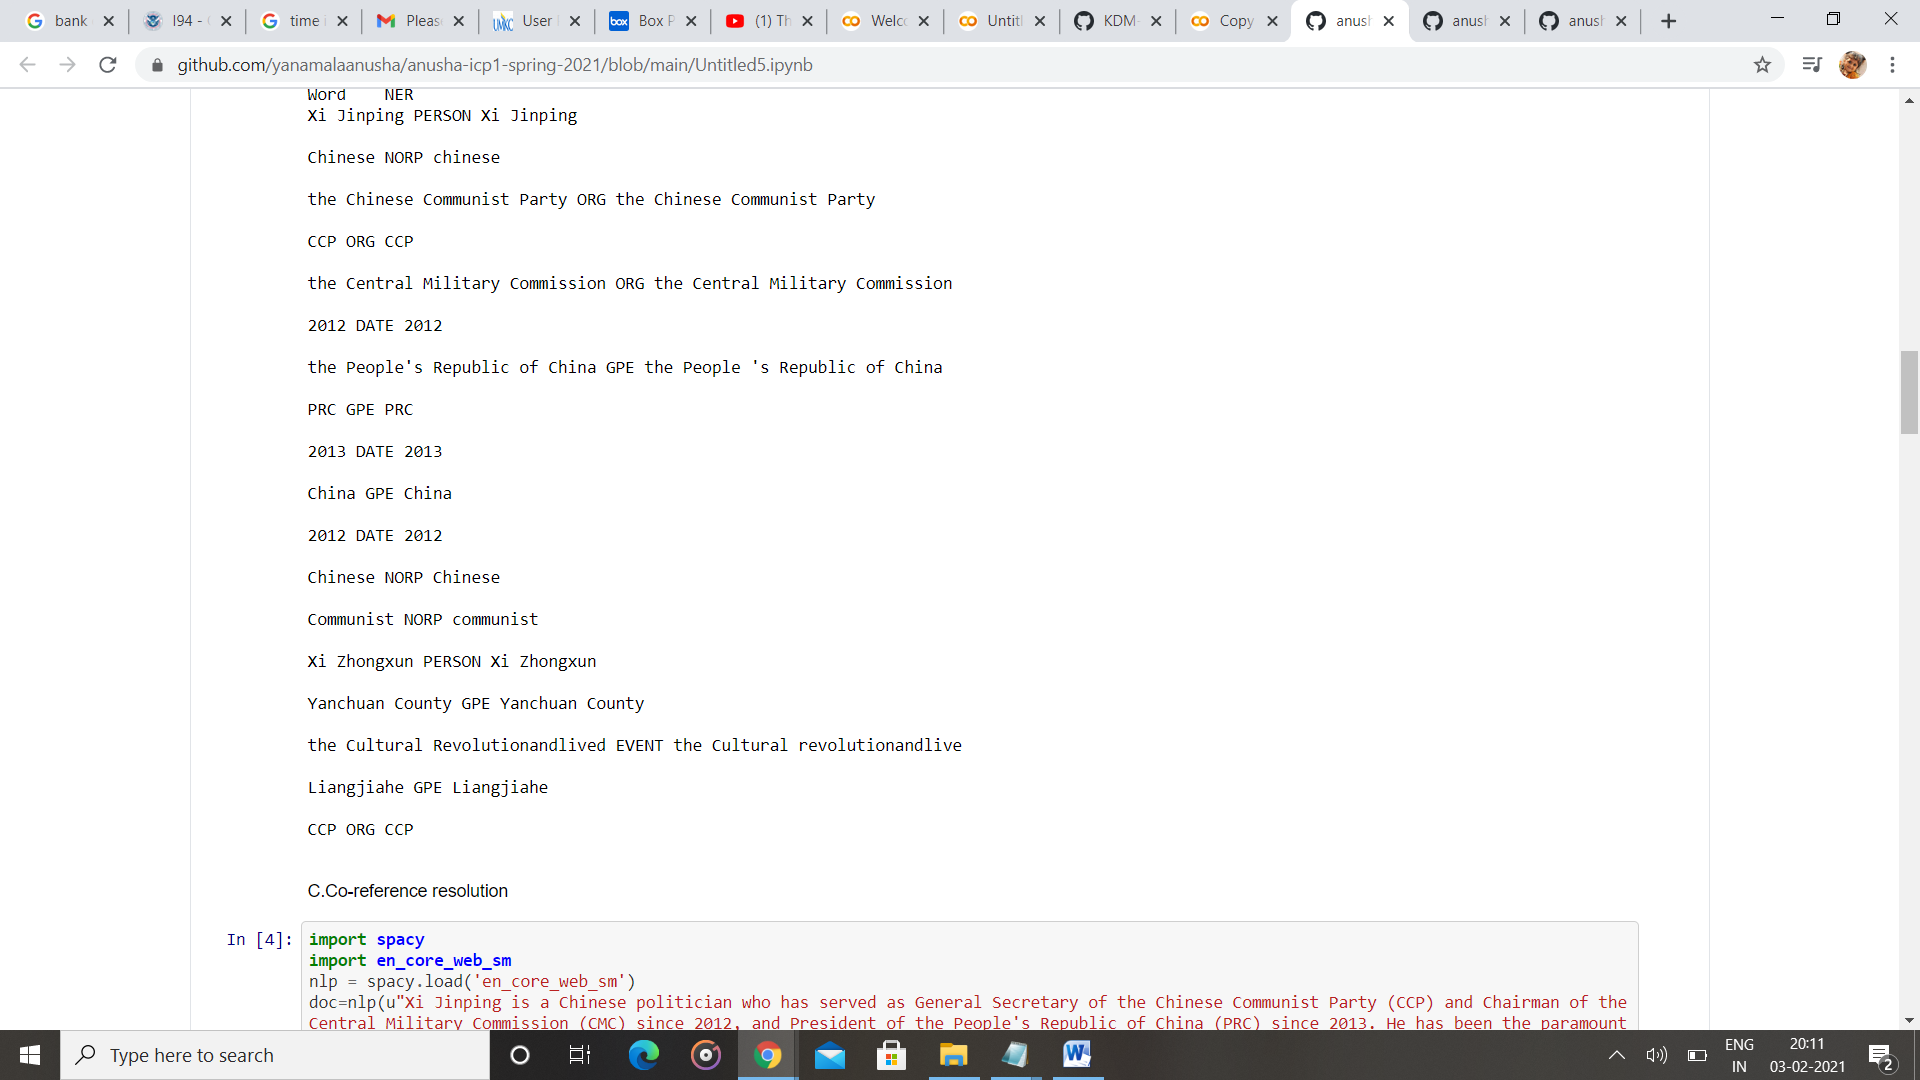 bank
I94 -
time i
Pleas
User
Box P
(1) Th
Welco
Untitl
KDM-
Copy
anush
anush
anush
github.com/yanamalaanusha/anusha-icp1-spring-2021/blob/main/Untitled5.ipynb
Word    NER
Xi Jinping PERSON Xi Jinping
Chinese NORP chinese
the Chinese Communist Party ORG the Chinese Communist Party
CCP ORG CCP
the Central Military Commission ORG the Central Military Commission
2012 DATE 2012
the People's Republic of China GPE the People 's Republic of China
PRC GPE PRC
2013 DATE 2013
China GPE China
2012 DATE 2012
Chinese NORP Chinese
Communist NORP communist
Xi Zhongxun PERSON Xi Zhongxun
Yanchuan County GPE Yanchuan County
the Cultural Revolutionandlived EVENT the Cultural revolutionandlive
Liangjiahe GPE Liangjiahe
CCP ORG CCP
C.Co-reference resolution
In [4]:
import spacy
import en_core_web_sm
nlp = spacy.load('en_core_web_sm')
doc=nlp(u"Xi Jinping is a Chinese politician who has served as General Secretary of the Chinese Communist Party (CCP) and Chairman of the
Central Military Commission (CMC) since 2012, and President of the People's Republic of China (PRC) since 2013. He has been the paramount
Type here to search
ENG
IN
20:11
03-02-2021
2